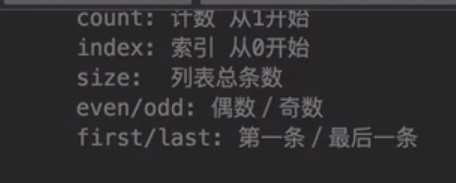 count: 计数 从1开始
index: 索引 从0开始
size: 列表总条数
even/odd: 偶数 / 奇数
first/last: 第一条 / 最后一条